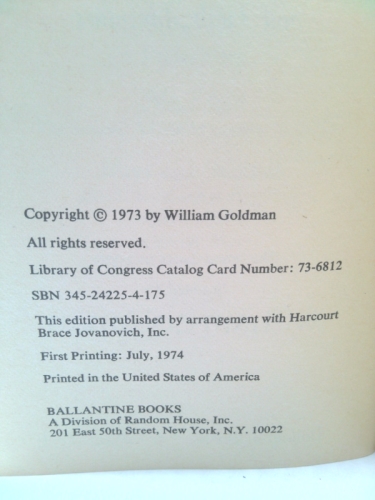 Copyright © 1973 by William Goldman
All rights reserved.
Library of Congress Catalog Card Number: 73-6812
SBN 345-24225-4-175
This edition published by arrangement with Harcourt
Brace Jovanovich, Inc.
First Printing: July, 1974
Printed in the United States of America
BALLANTINE BOOKS
A Division of Random House, Inc.
201 East 50th Street, New York, N.Y. 10022